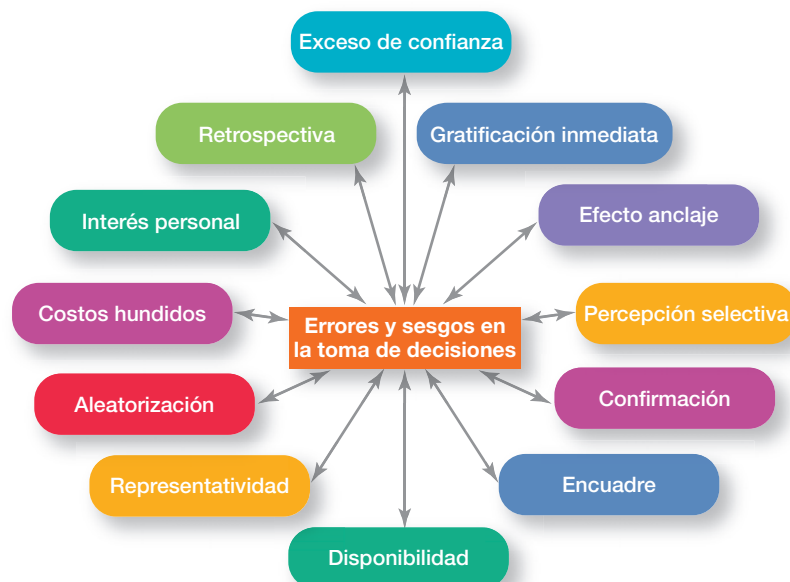 Exceso de confianza
Retrospectiva
Gratificación inmediata
Interés personal
Efecto anclaje
Costos hundidos
Errores y sesgos en
la toma de decisiones
Percepción selectiva
Aleatorización
Confirmación
Representatividad
Encuadre
Disponibilidad